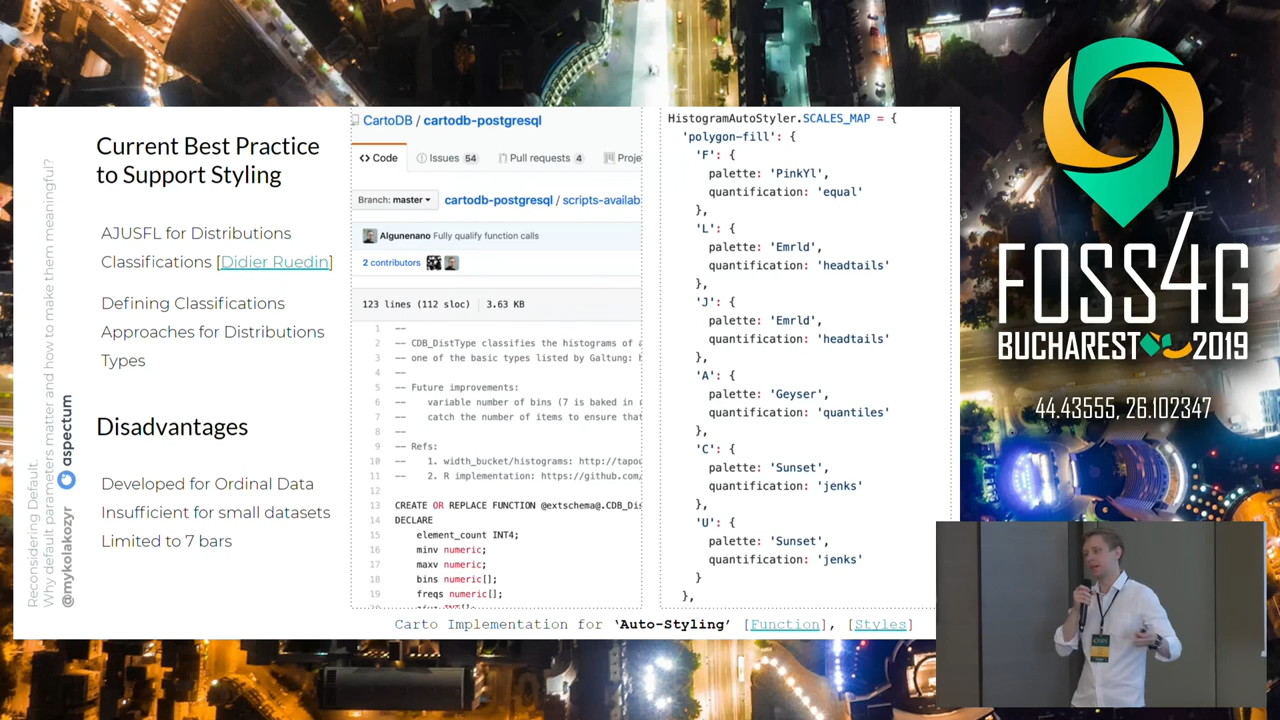 Current Best Practice
to Support Styling
AJUSFL for Distributions
Classifications [Didier Ruedin]
Defining Classifications
Approaches for Distributions
Types
Disadvantages
Developed for Ordinal Data
Insufficient for small datasets
Limited to 7 bars
Reconsidering Default.
Why default parameters matter and how to make them meaningful?
@mykolakozyr aspectum
CartoDB / cartodb-postgresql
Code Issues 54 Pull requests 4 Proje
Branch: master cartodb-postgresql / scripts-availab
Algunenano Fully qualify function calls
2 contributors
123 lines (112 sloc) 3.63 KB
1 --
2 -- CDB_DistType classifies the histograms of
3 -- one of the basic types listed by Galtung:
4 --
5 -- Future improvements:
6 -- variable number of bins (7 is baked in
7 -- catch the number of items to ensure that
8 --
9 -- Refs:
10 -- 1. width_bucket/histograms: http://tapou
11 -- 2. R implementation: https://github.com/
12
13 CREATE OR REPLACE FUNCTION @extschema@.CDB_Dis
14 DECLARE
15 element_count INT4;
16 minv numeric;
17 maxv numeric;
18 bins numeric[];
19 freqs numeric[];
HistogramAutoStyler.SCALES_MAP = {
'polygon-fill': {
'F': {
palette: 'PinkYl',
quantification: 'equal'
},
'L': {
palette: 'Emrld',
quantification: 'headtails'
},
'J': {
palette: 'Emrld',
quantification: 'headtails'
},
'A': {
palette: 'Geyser',
quantification: 'quantiles'
},
'C': {
palette: 'Sunset',
quantification: 'jenks'
},
'U': {
palette: 'Sunset',
quantification: 'jenks'
}
},
Carto Implementation for ‘Auto-Styling’ [Function], [Styles]
FOSS4G
BUCHAREST 2019
44.43555, 26.102347